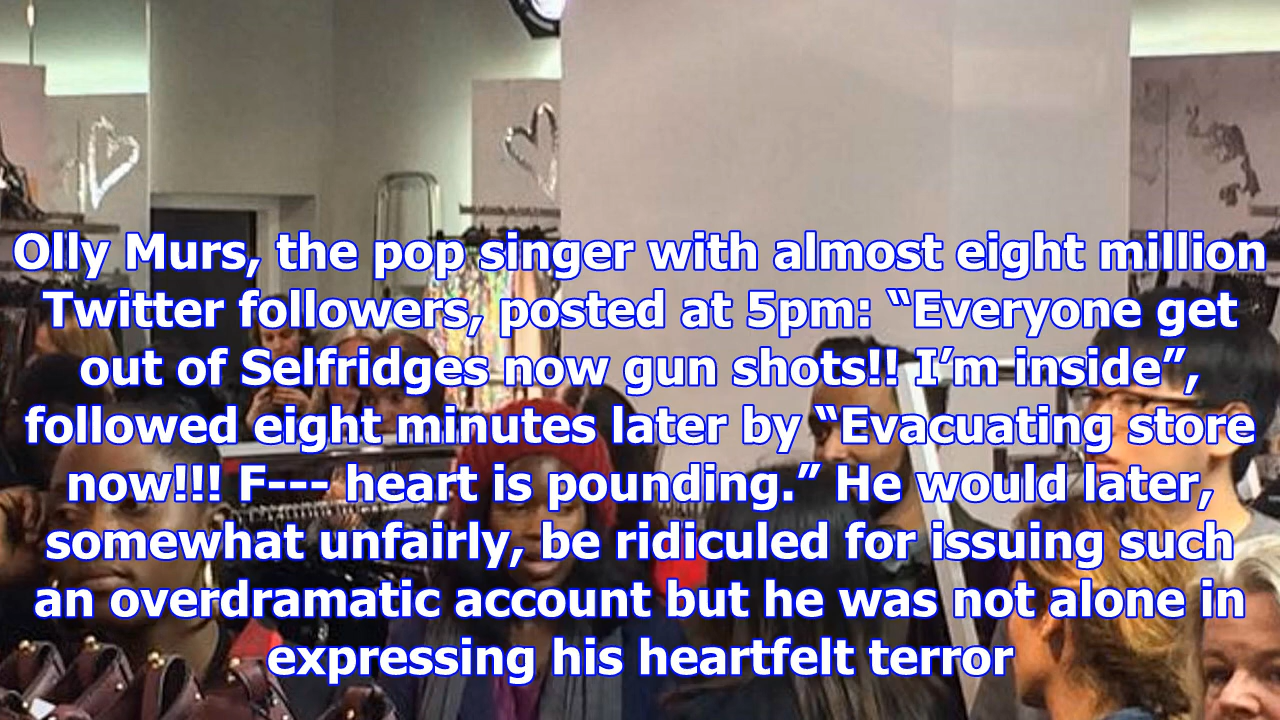 Olly Murs, the pop singer with almost eight million
Twitter followers, posted at 5pm: “Everyone get
out of Selfridges now gun shots!! I’m inside”,
followed eight minutes later by “Evacuating store
now!!! F--- heart is pounding.” He would later,
somewhat unfairly, be ridiculed for issuing such
an overdramatic account but he was not alone in
expressing his heartfelt terror